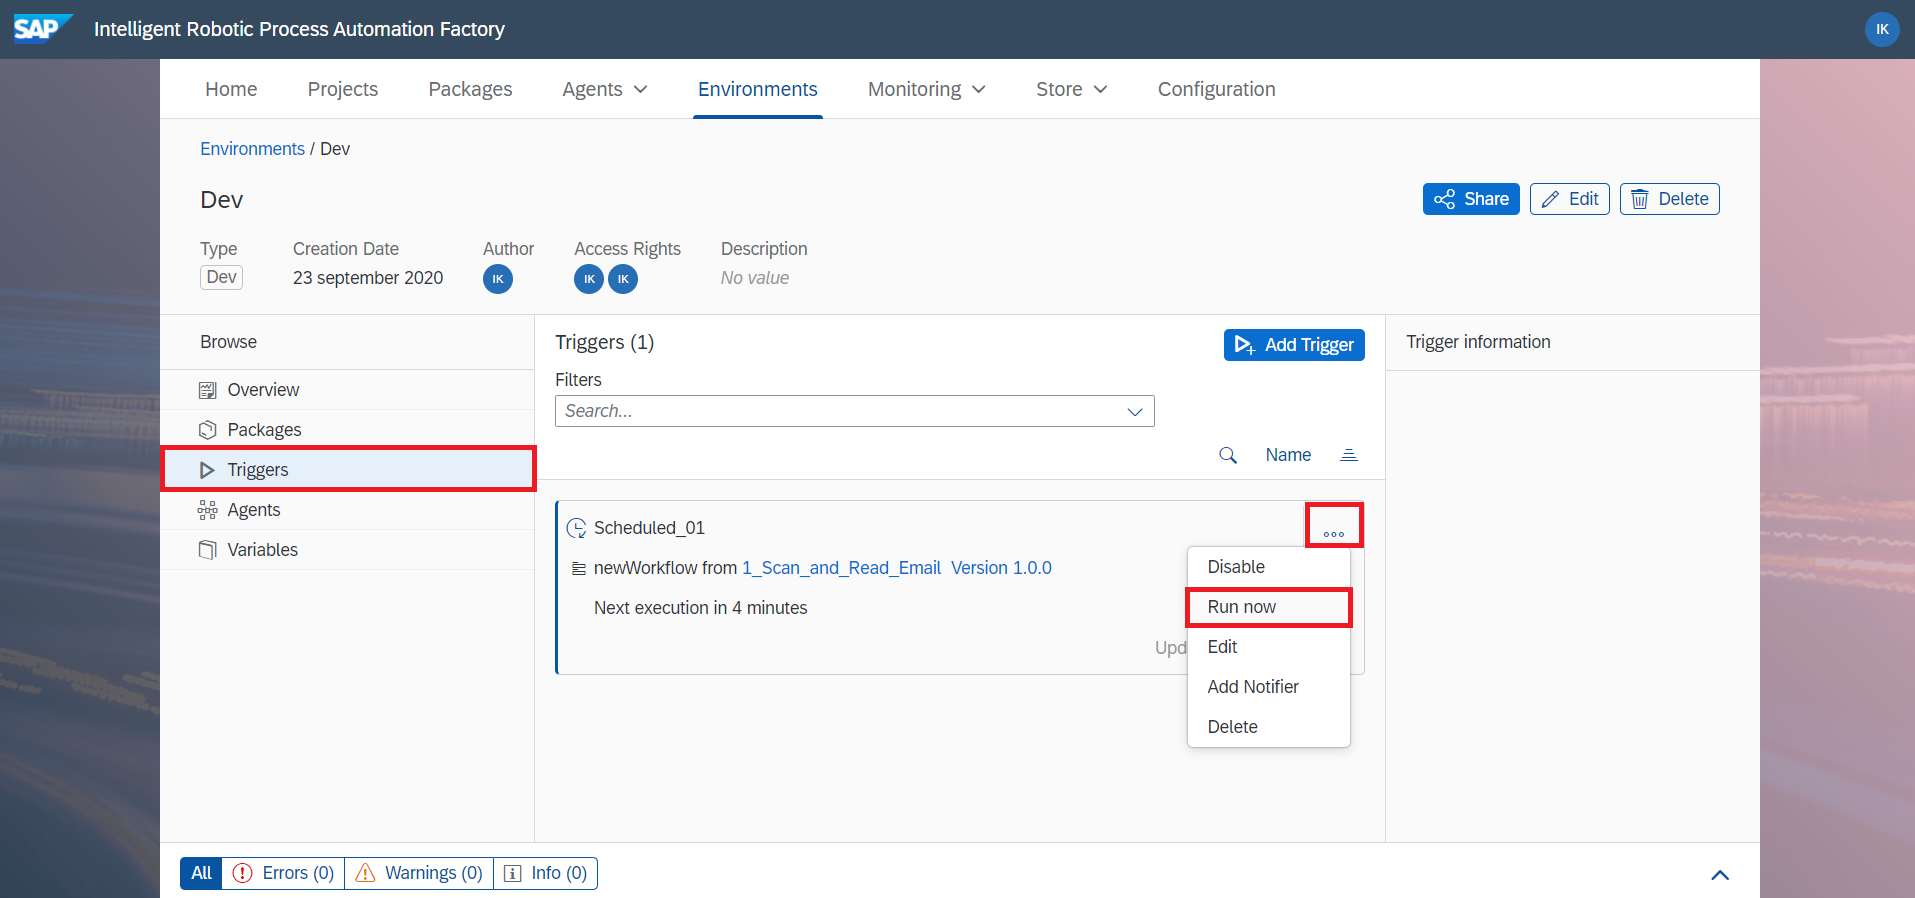 SAP Intelligent Robotic Process Automation Factory IK
Home Projects Packages Agents Environments Monitoring Store Configuration
Environments / Dev
Dev
Share Edit Delete
Type Creation Date Author Access Rights Description
Dev 23 september 2020 IK IK IK No value
Browse
Overview
Packages
Triggers
Agents
Variables
Triggers (1)
Add Trigger
Filters
Search...
Name
Scheduled_01
newWorkflow from 1_Scan_and_Read_Email Version 1.0.0
Next execution in 4 minutes
Upd
Disable
Run now
Edit
Add Notifier
Delete
Trigger information
All Errors (0) Warnings (0) Info (0)